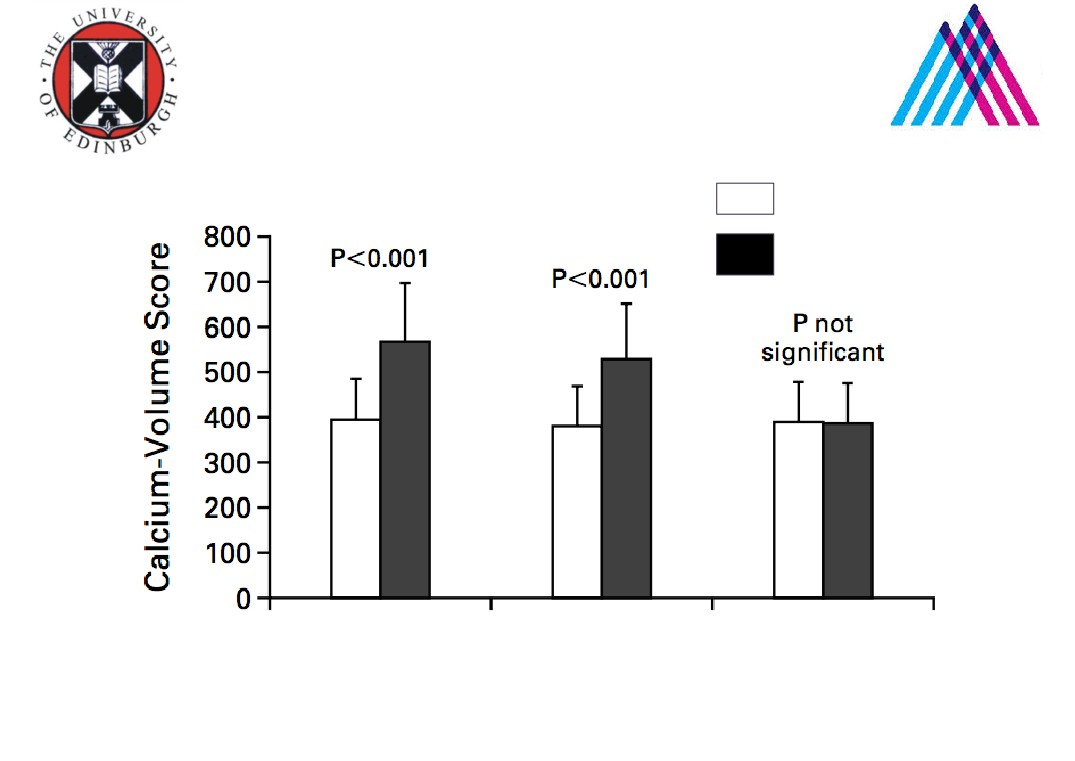 THE UNIVERSITY
OF EDINBURGH
Calcium-Volume Score
800
700
600
500
400
300
200
100
0
P<0.001
P<0.001
P not
significant